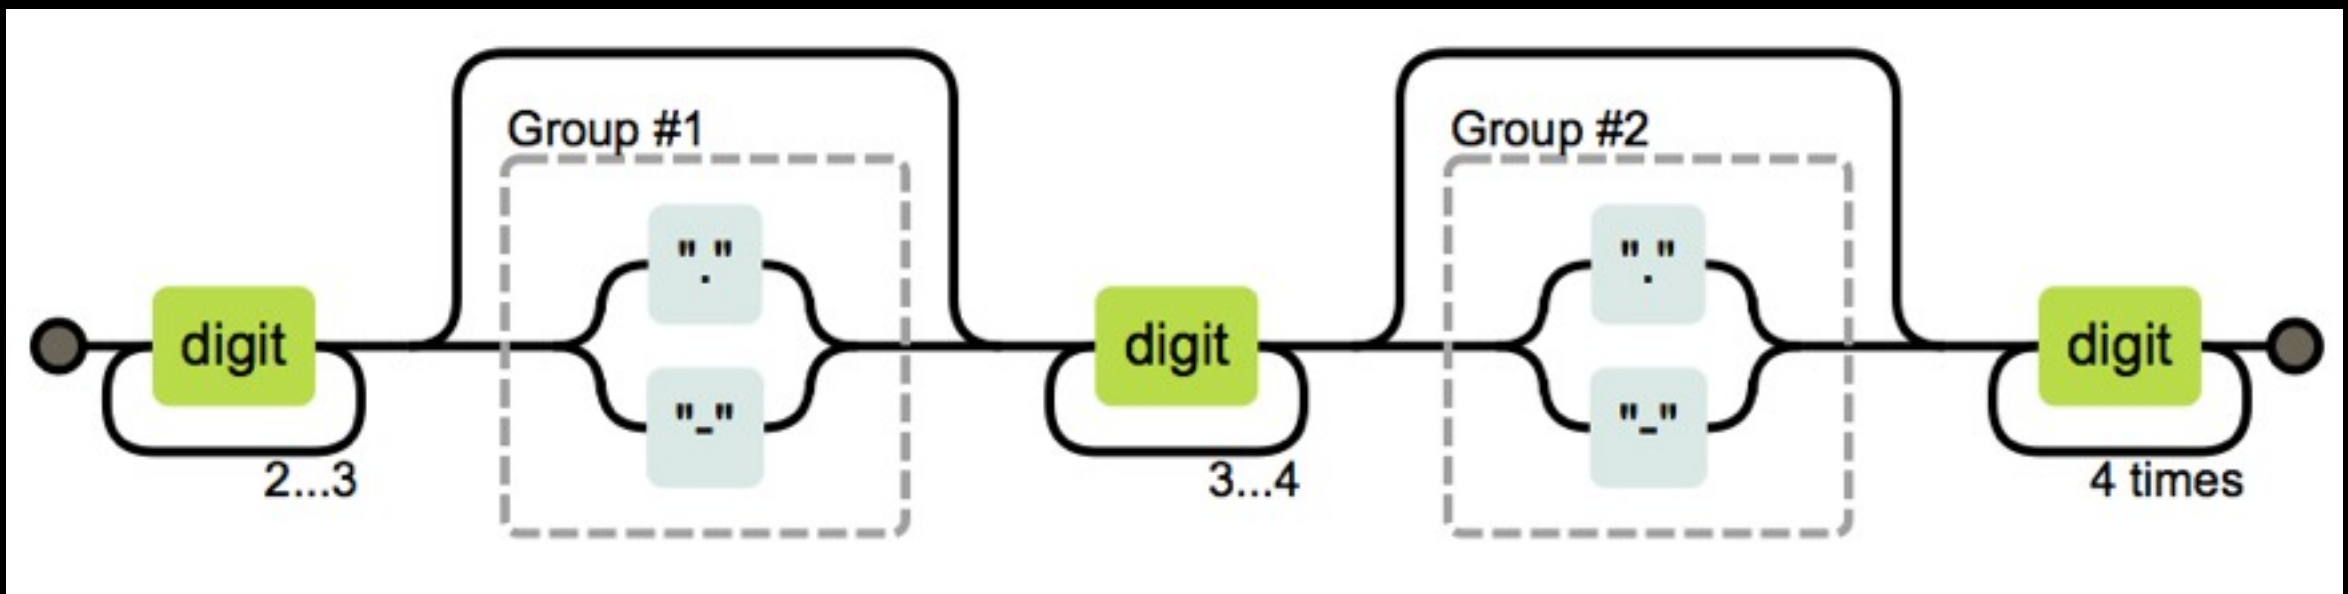 Group #1
Group #2
"."
"."
digit
digit
digit
"-"
"-"
2...3
3...4
4 times